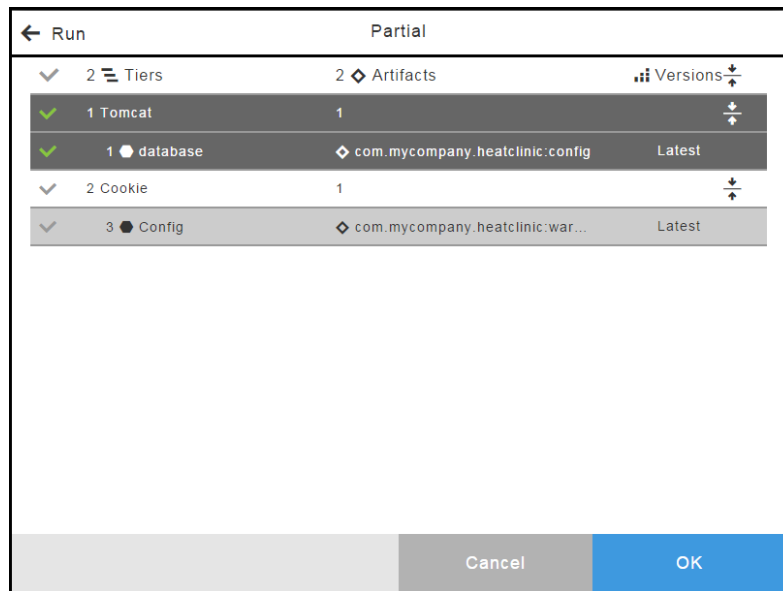 Run Partial
2 Tiers 2 Artifacts Versions
1 Tomcat 1
1 database com.mycompany.heatclinic:config Latest
2 Cookie 1
3 Config com.mycompany.heatclinic:war... Latest
Cancel OK